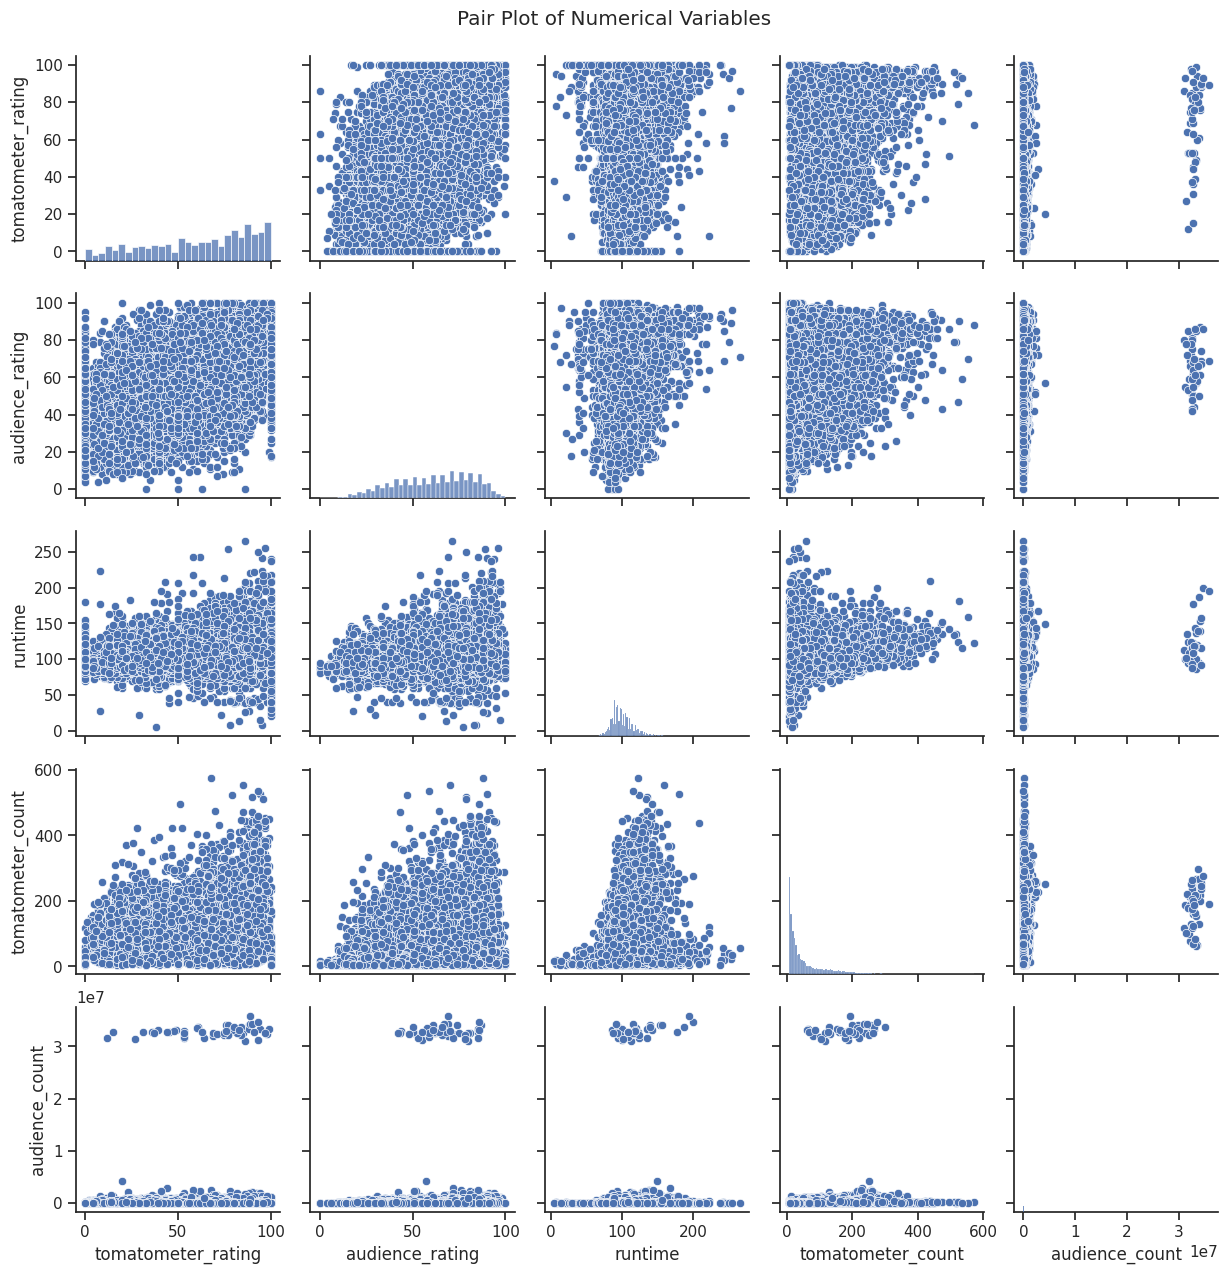 Pair Plot of Numerical Variables
tomatometer_rating
100
80
60
40
20
0
audience_rating
100
80
60
40
20
0
runtime
250
200
150
100
50
0
tomatometer_count
600
400
200
0
1e7
audience_count
3
2
1
0
0 50 100 0 50 100 0 100 200 0 200 400 600 0 1 2 3
1e7
tomatometer_rating audience_rating runtime tomatometer_count audience_count